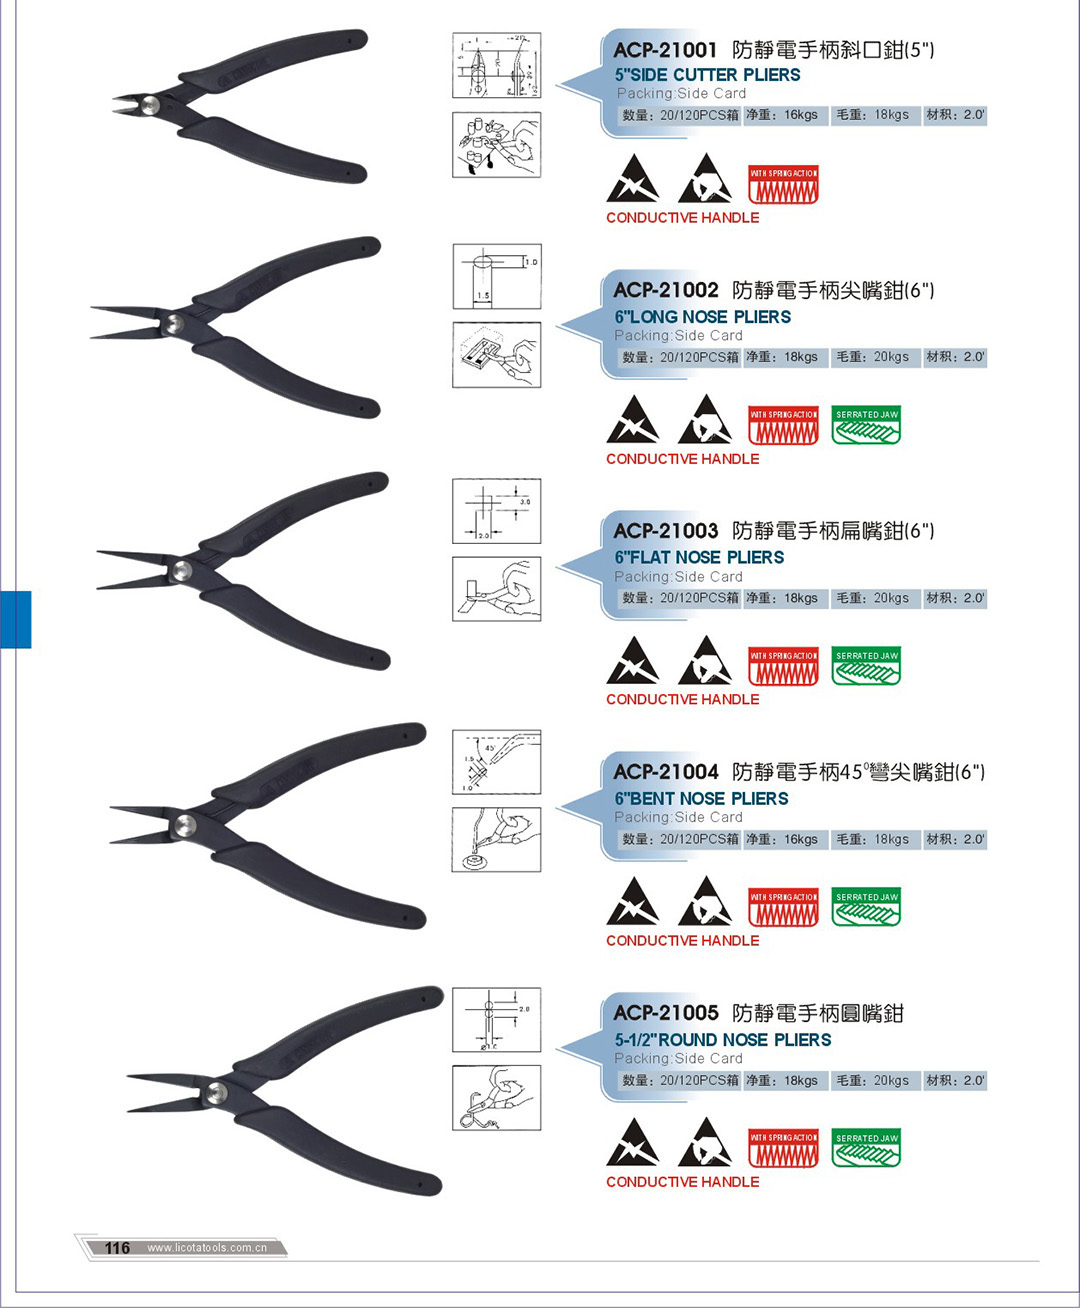 ACP-21001 防靜電手柄斜口鉗(5")
5"SIDE CUTTER PLIERS
Packing:Side Card
数量：20/120PCS箱 净重：16kgs 毛重：18kgs 材积：2.0'
WITH SPRING ACTION
CONDUCTIVE HANDLE
1.0
1.5
ACP-21002 防靜電手柄尖嘴鉗(6")
6"LONG NOSE PLIERS
Packing:Side Card
数量：20/120PCS箱 净重：18kgs 毛重：20kgs 材积：2.0'
WITH SPRING ACTION SERRATED JAW
CONDUCTIVE HANDLE
3.0
2.0
ACP-21003 防靜電手柄扁嘴鉗(6")
6"FLAT NOSE PLIERS
Packing:Side Card
数量：20/120PCS箱 净重：18kgs 毛重：20kgs 材积：2.0'
WITH SPRING ACTION SERRATED JAW
CONDUCTIVE HANDLE
45°
1.5
1.0
ACP-21004 防靜電手柄45°彎尖嘴鉗(6")
6"BENT NOSE PLIERS
Packing:Side Card
数量：20/120PCS箱 净重：16kgs 毛重：18kgs 材积：2.0'
WITH SPRING ACTION SERRATED JAW
CONDUCTIVE HANDLE
2.0
ACP-21005 防靜電手柄圓嘴鉗
5-1/2"ROUND NOSE PLIERS
Packing:Side Card
数量：20/120PCS箱 净重：18kgs 毛重：20kgs 材积：2.0'
WITH SPRING ACTION SERRATED JAW
CONDUCTIVE HANDLE
116 www.licotatools.com.cn